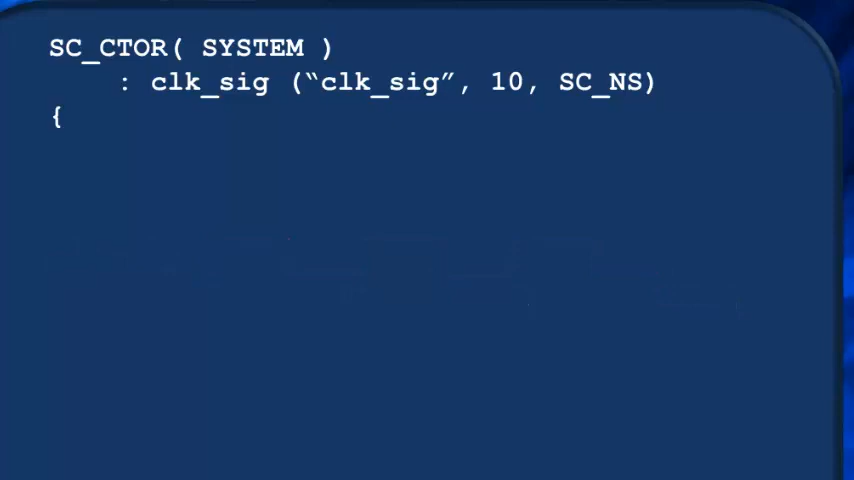 SC_CTOR( SYSTEM )
: clk_sig (“clk_sig”, 10, SC_NS)
{